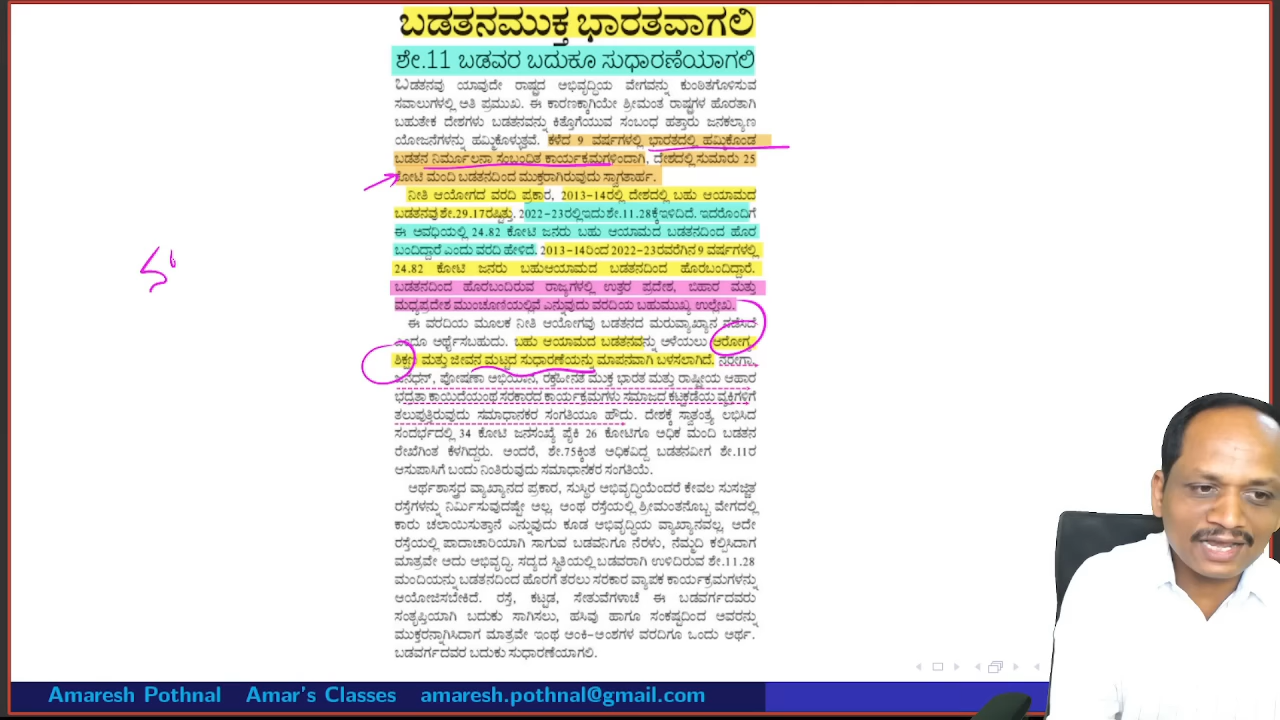 ಬಡತನಮುಕ್ತ ಭಾರತವಾಗಲಿ
ಶೇ.11 ಬಡವರ ಬದುಕೂ ಸುಧಾರಣೆಯಾಗಲಿ
ಬಡತನವು ಯಾವುದೇ ರಾಷ್ಟ್ರದ ಅಭಿವೃದ್ಧಿಯ ವೇಗವನ್ನು ಕುಂಠಿತಗೊಳಿಸುವ
ಸವಾಲುಗಳಲ್ಲಿ ಅತಿ ಪ್ರಮುಖ. ಈ ಕಾರಣಕ್ಕಾಗಿಯೇ ಶ್ರೀಮಂತ ರಾಷ್ಟ್ರಗಳ ಹೊರತಾಗಿ
ಬಹುತೇಕ ದೇಶಗಳು ಬಡತನವನ್ನು ಕಿತ್ತೊಗೆಯುವ ಸಂಬಂಧ ಹತ್ತಾರು ಜನಕಲ್ಯಾಣ
ಯೋಜನೆಗಳನ್ನು ಹಮ್ಮಿಕೊಳ್ಳುತ್ತವೆ. ಕಳೆದ 9 ವರ್ಷಗಳಲ್ಲಿ ಭಾರತದಲ್ಲಿ ಹಮ್ಮಿಕೊಂಡ
ಬಡತನ ನಿರ್ಮೂಲನಾ ಸಂಬಂಧಿತ ಕಾರ್ಯಕ್ರಮಗಳಿಂದಾಗಿ, ದೇಶದಲ್ಲಿ ಸುಮಾರು 25
ಕೋಟಿ ಮಂದಿ ಬಡತನದಿಂದ ಮುಕ್ತರಾಗಿರುವುದು ಸ್ವಾಗತಾರ್ಹ.
ನೀತಿ ಆಯೋಗದ ವರದಿ ಪ್ರಕಾರ, 2013-14ರಲ್ಲಿ ದೇಶದಲ್ಲಿ ಬಹು ಆಯಾಮದ
ಬಡತನವು ಶೇ.29.17ರಷ್ಟಿತ್ತು. 2022-23ರಲ್ಲಿ ಇದು ಶೇ.11.28ಕ್ಕೆ ಇಳಿದಿದೆ. ಇದರೊಂದಿಗೆ
ಈ ಅವಧಿಯಲ್ಲಿ 24.82 ಕೋಟಿ ಜನರು ಬಹು ಆಯಾಮದ ಬಡತನದಿಂದ ಹೊರ
ಬಂದಿದ್ದಾರೆ ಎಂದು ವರದಿ ಹೇಳಿದೆ. 2013-14ರಿಂದ 2022-23ರವರೆಗಿನ 9 ವರ್ಷಗಳಲ್ಲಿ
24.82 ಕೋಟಿ ಜನರು ಬಹುಆಯಾಮದ ಬಡತನದಿಂದ ಹೊರಬಂದಿದ್ದಾರೆ.
ಬಡತನದಿಂದ ಹೊರಬಂದಿರುವ ರಾಜ್ಯಗಳಲ್ಲಿ ಉತ್ತರ ಪ್ರದೇಶ, ಬಿಹಾರ ಮತ್ತು
ಮಧ್ಯಪ್ರದೇಶ ಮುಂಚೂಣಿಯಲ್ಲಿವೆ ಎನ್ನುವುದು ವರದಿಯ ಬಹುಮುಖ್ಯ ಉಲ್ಲೇಖ.
ಈ ವರದಿಯ ಮೂಲಕ ನೀತಿ ಆಯೋಗವು ಬಡತನದ ಮರುವ್ಯಾಖ್ಯಾನ ನಡೆಸಿದೆ
ಎಂದೂ ಅರ್ಥೈಸಬಹುದು. ಬಹು ಆಯಾಮದ ಬಡತನವನ್ನು ಅಳೆಯಲು ಆರೋಗ್ಯ,
ಶಿಕ್ಷಣ ಮತ್ತು ಜೀವನ ಮಟ್ಟದ ಸುಧಾರಣೆಯನ್ನು ಮಾಪನವಾಗಿ ಬಳಸಲಾಗಿದೆ. ನರೇಗಾ,
ಜನಧನ್, ಪೋಷಣಾ ಅಭಿಯಾನ, ರಕ್ತಹೀನತೆ ಮುಕ್ತ ಭಾರತ ಮತ್ತು ರಾಷ್ಟ್ರೀಯ ಆಹಾರ
ಭದ್ರತಾ ಕಾಯಿದೆಯಂಥ ಸರಕಾರದ ಕಾರ್ಯಕ್ರಮಗಳು ಸಮಾಜದ ಕಟ್ಟಕಡೆಯ ವ್ಯಕ್ತಿಗಳಿಗೆ
ತಲುಪುತ್ತಿರುವುದು ಸಮಾಧಾನಕರ ಸಂಗತಿಯೂ ಹೌದು. ದೇಶಕ್ಕೆ ಸ್ವಾತಂತ್ರ್ಯ ಲಭಿಸಿದ
ಸಂದರ್ಭದಲ್ಲಿ 34 ಕೋಟಿ ಜನಸಂಖ್ಯೆ ಪೈಕಿ 26 ಕೋಟಿಗೂ ಅಧಿಕ ಮಂದಿ ಬಡತನ
ರೇಖೆಗಿಂತ ಕೆಳಗಿದ್ದರು. ಅಂದರೆ, ಶೇ.75ಕ್ಕಿಂತ ಅಧಿಕವಿದ್ದ ಬಡತನವೀಗ ಶೇ.11ರ
ಆಸುಪಾಸಿಗೆ ಬಂದು ನಿಂತಿರುವುದು ಸಮಾಧಾನಕರ ಸಂಗತಿಯೆ.
ಅರ್ಥಶಾಸ್ತ್ರದ ವ್ಯಾಖ್ಯಾನದ ಪ್ರಕಾರ, ಸುಸ್ಥಿರ ಅಭಿವೃದ್ಧಿಯೆಂದರೆ ಕೇವಲ ಸುಸಜ್ಜಿತ
ರಸ್ತೆಗಳನ್ನು ನಿರ್ಮಿಸುವುದಷ್ಟೇ ಅಲ್ಲ. ಅಂಥ ರಸ್ತೆಯಲ್ಲಿ ಶ್ರೀಮಂತನೊಬ್ಬ ವೇಗದಲ್ಲಿ
ಕಾರು ಚಲಾಯಿಸುತ್ತಾನೆ ಎನ್ನುವುದು ಕೂಡ ಅಭಿವೃದ್ಧಿಯ ವ್ಯಾಖ್ಯಾನವಲ್ಲ. ಅದೇ
ರಸ್ತೆಯಲ್ಲಿ ಪಾದಾಚಾರಿಯಾಗಿ ಸಾಗುವ ಬಡವನಿಗೂ ನೆರಳು, ನೆಮ್ಮದಿ ಕಲ್ಪಿಸಿದಾಗ
ಮಾತ್ರವೇ ಅದು ಅಭಿವೃದ್ಧಿ. ಸದ್ಯದ ಸ್ಥಿತಿಯಲ್ಲಿ ಬಡವರಾಗಿ ಉಳಿದಿರುವ ಶೇ.11.28
ಮಂದಿಯನ್ನು ಬಡತನದಿಂದ ಹೊರಗೆ ತರಲು ಸರಕಾರ ವ್ಯಾಪಕ ಕಾರ್ಯಕ್ರಮಗಳನ್ನು
ಆಯೋಜಿಸಬೇಕಿದೆ. ರಸ್ತೆ, ಕಟ್ಟಡ, ಸೇತುವೆಗಳಾಚೆ ಈ ಬಡವರ್ಗದವರು
ಸಂತೃಪ್ತಿಯಾಗಿ ಬದುಕು ಸಾಗಿಸಲು, ಹಸಿವು ಹಾಗೂ ಸಂಕಷ್ಟದಿಂದ ಅವರನ್ನು
ಮುಕ್ತರನ್ನಾಗಿಸಿದಾಗ ಮಾತ್ರವೇ ಇಂಥ ಅಂಕಿ-ಅಂಶಗಳ ವರದಿಗೂ ಒಂದು ಅರ್ಥ.
ಬಡವರ್ಗದವರ ಬದುಕು ಸುಧಾರಣೆಯಾಗಲಿ.
Amaresh Pothnal Amar's Classes amaresh.pothnal@gmail.com